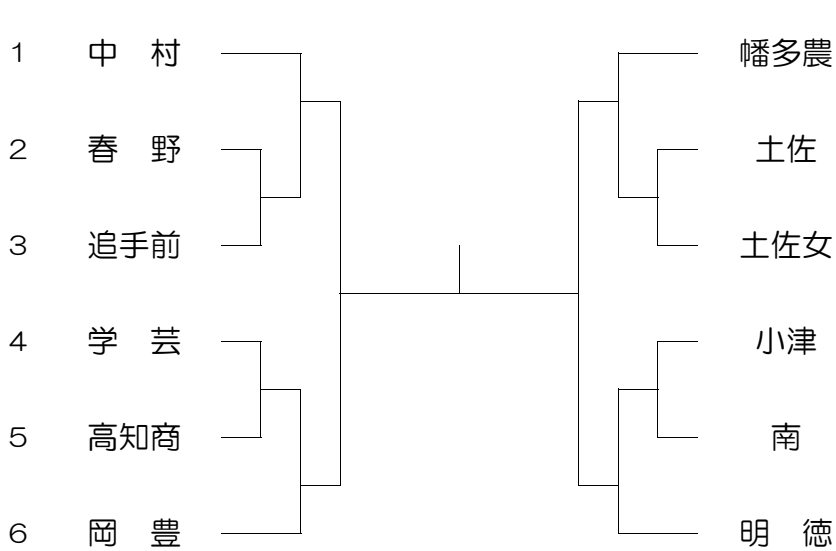 1 中 村 幡多農
2 春 野 土佐
3 追手前 土佐女
4 学 芸 小津
5 高知商 南
6 岡 豊 明 徳